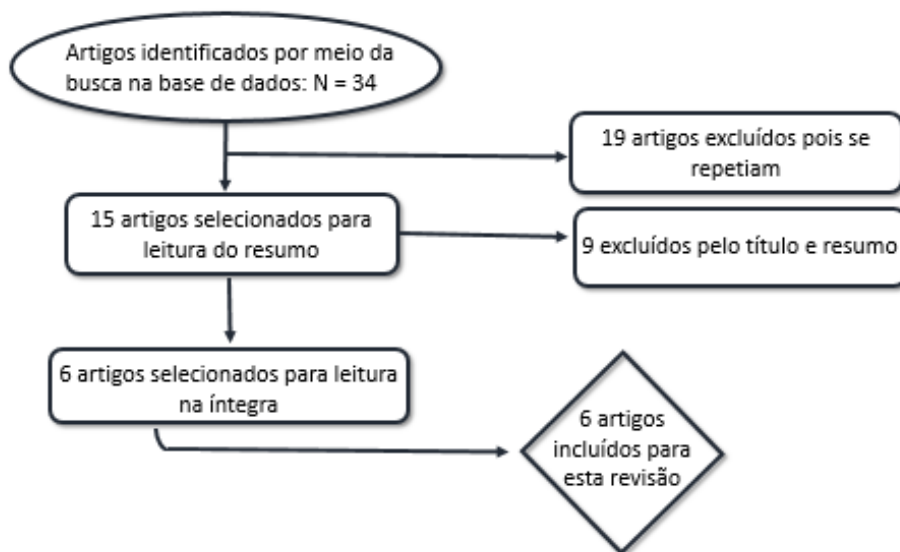 Artigos identificados por meio da
busca na base de dados: N = 34
19 artigos excluídos pois se
repetiam
15 artigos selecionados para
leitura do resumo
9 excluídos pelo título e resumo
6 artigos selecionados para leitura
na íntegra
6 artigos
incluídos para
esta revisão